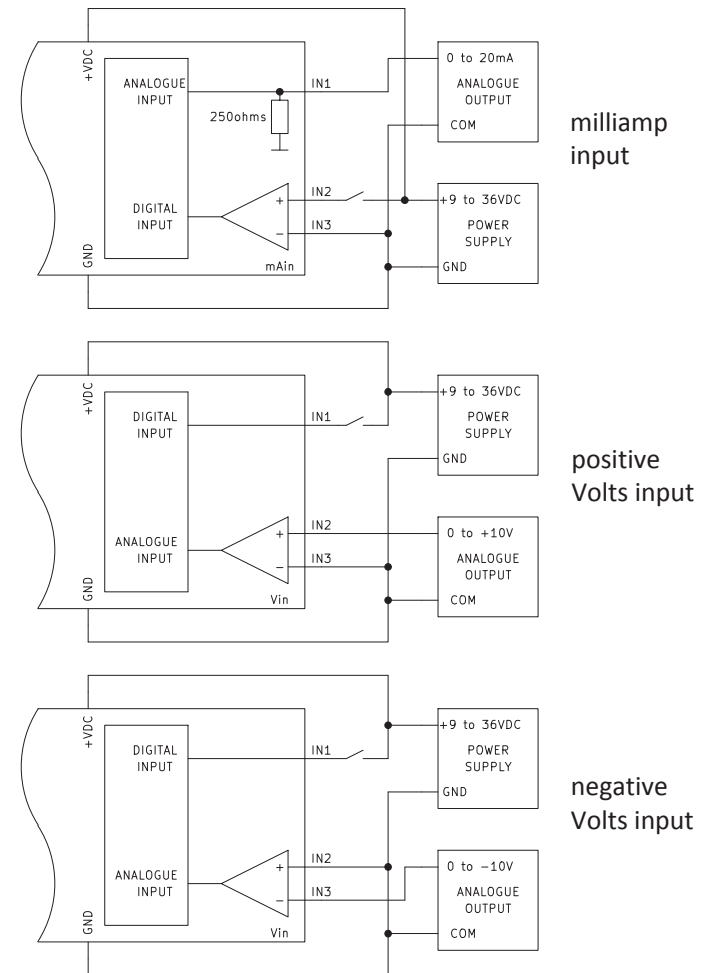 +VDC
ANALOGUE
INPUT
250ohms
DIGITAL
INPUT
GND
mAin
IN1
IN2
IN3
0 to 20mA
ANALOGUE
OUTPUT
COM
+9 to 36VDC
POWER
SUPPLY
GND
milliamp
input
+VDC
DIGITAL
INPUT
ANALOGUE
INPUT
GND
Vin
IN1
IN2
IN3
+9 to 36VDC
POWER
SUPPLY
GND
0 to +10V
ANALOGUE
OUTPUT
COM
positive
Volts input
+VDC
DIGITAL
INPUT
ANALOGUE
INPUT
GND
Vin
IN1
IN2
IN3
+9 to 36VDC
POWER
SUPPLY
GND
0 to −10V
ANALOGUE
OUTPUT
COM
negative
Volts input